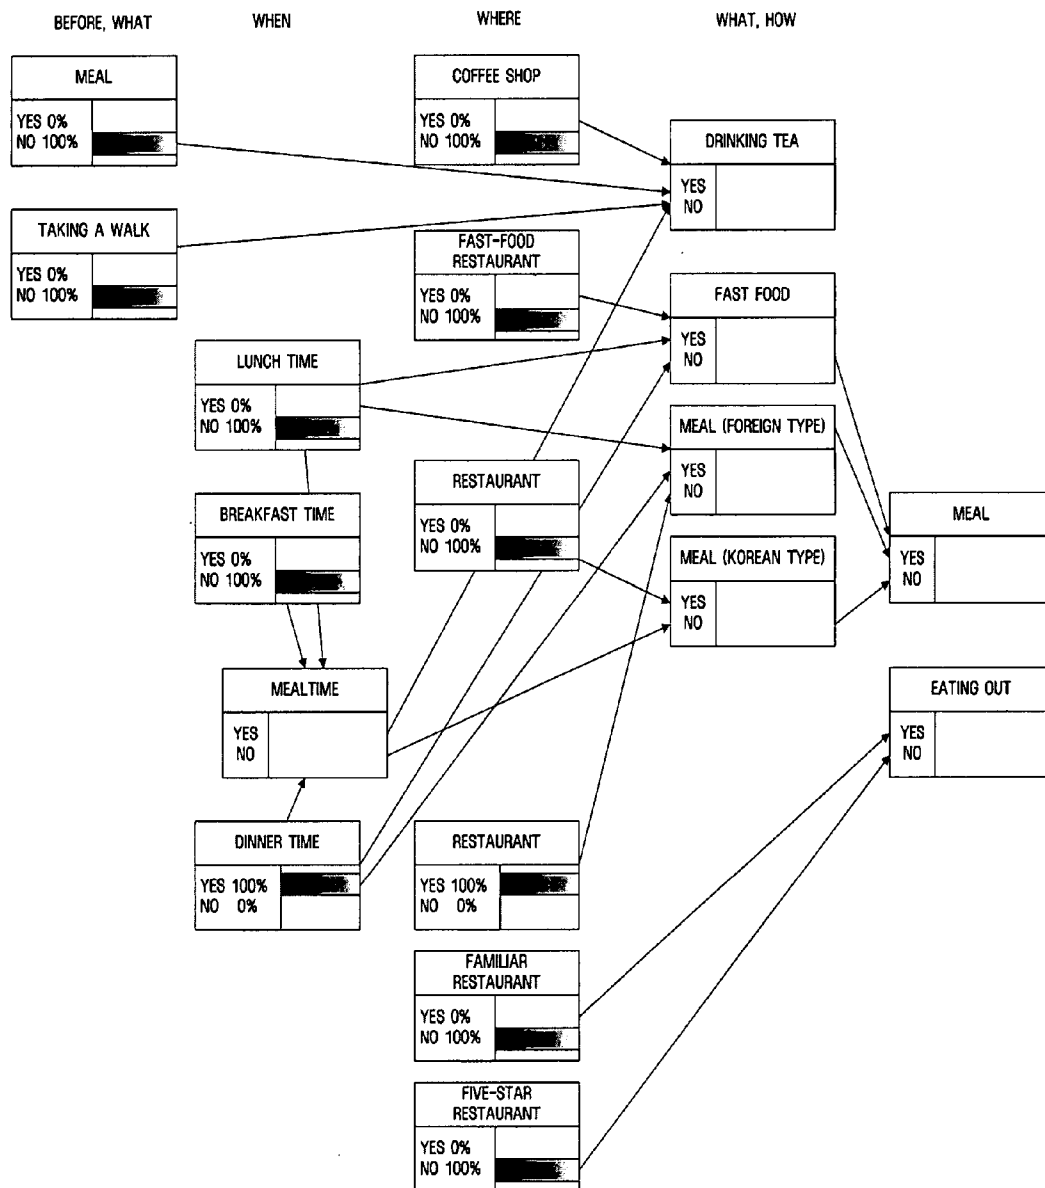 BEFORE, WHAT
WHEN
WHERE
WHAT, HOW
MEAL
YES 0%
NO 100%
TAKING A WALK
YES 0%
NO 100%
LUNCH TIME
YES 0%
NO 100%
BREAKFAST TIME
YES 0%
NO 100%
MEALTIME
YES
NO
DINNER TIME
YES 100%
NO 0%
COFFEE SHOP
YES 0%
NO 100%
FAST-FOOD
RESTAURANT
YES 0%
NO 100%
RESTAURANT
YES 0%
NO 100%
RESTAURANT
YES 100%
NO 0%
FAMILIAR
RESTAURANT
YES 0%
NO 100%
FIVE-STAR
RESTAURANT
YES 0%
NO 100%
DRINKING TEA
YES
NO
FAST FOOD
YES
NO
MEAL (FOREIGN TYPE)
YES
NO
MEAL (KOREAN TYPE)
YES
NO
MEAL
YES
NO
EATING OUT
YES
NO